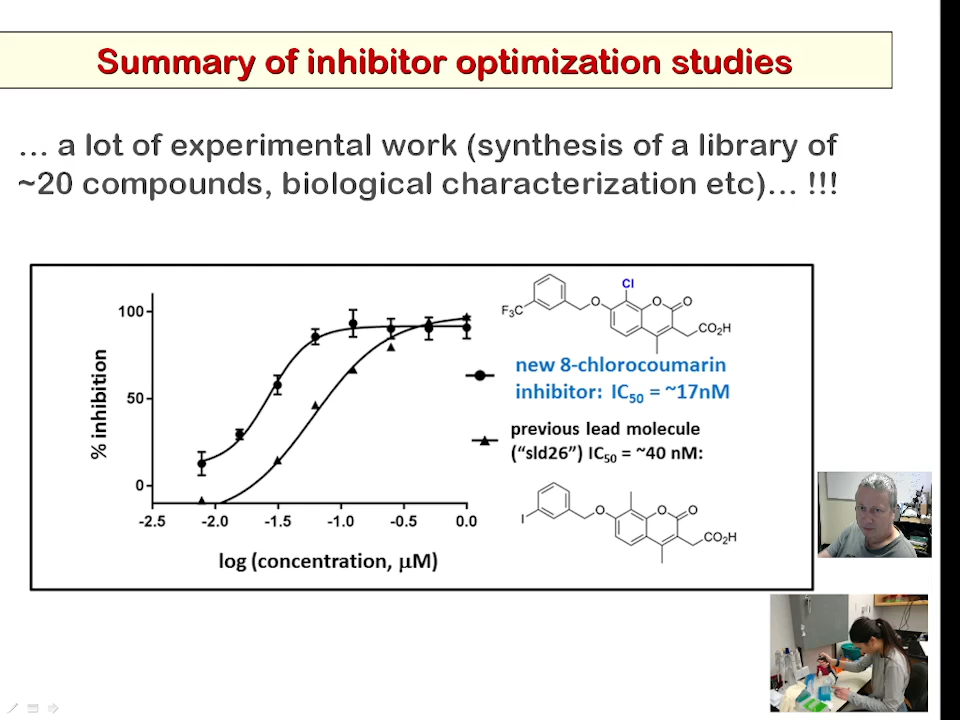 Summary of inhibitor optimization studies
... a lot of experimental work (synthesis of a library of
~20 compounds, biological characterization etc)... !!!
100
50
0
% inhibition
-2.5 -2.0 -1.5 -1.0 -0.5 0.0
log (concentration, µM)
Cl
F₃C O O O
CO₂H
new 8-chlorocoumarin
inhibitor: IC₅₀ = ~17nM
previous lead molecule
("sld26") IC₅₀ = ~40 nM:
I O O O
CO₂H